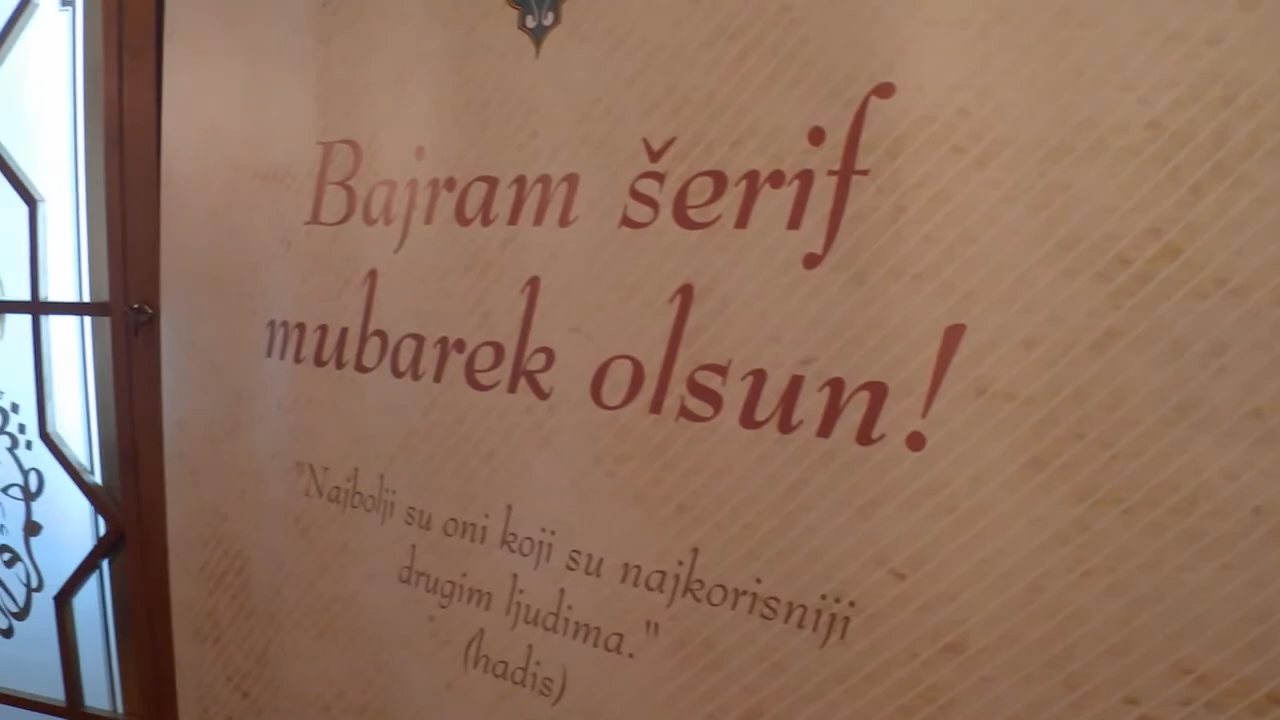 Bajram šerif
mubarek olsun!
"Najbolji su oni koji su najkorisniji
drugim ljudima."
(hadis)